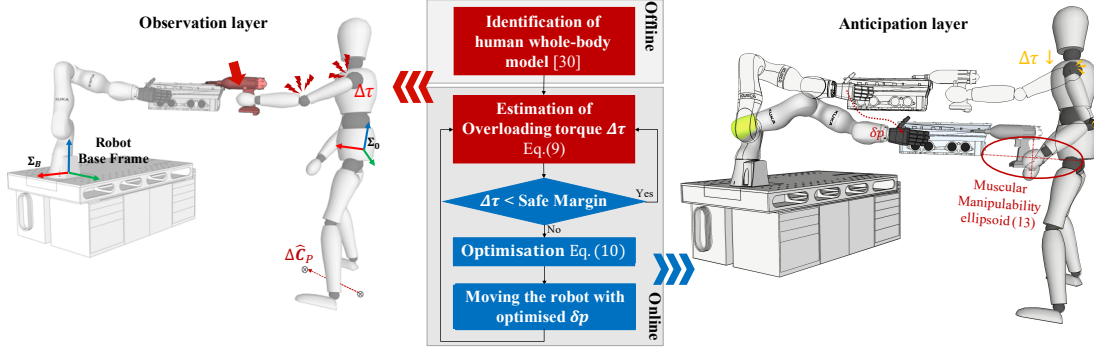 Observation layer
Δτ
Σ_B
Robot
Base Frame
Σ_0
ΔĈ_P
Offline
Identification of
human whole-body
model [30]
Estimation of
Overloading torque Δτ
Eq.(9)
Yes
Δτ < Safe Margin
No
Optimisation Eq. (10)
Moving the robot with
optimised δp
Online
Anticipation layer
Δτ ↓
δp
Muscular
Manipulability
ellipsoid (13)